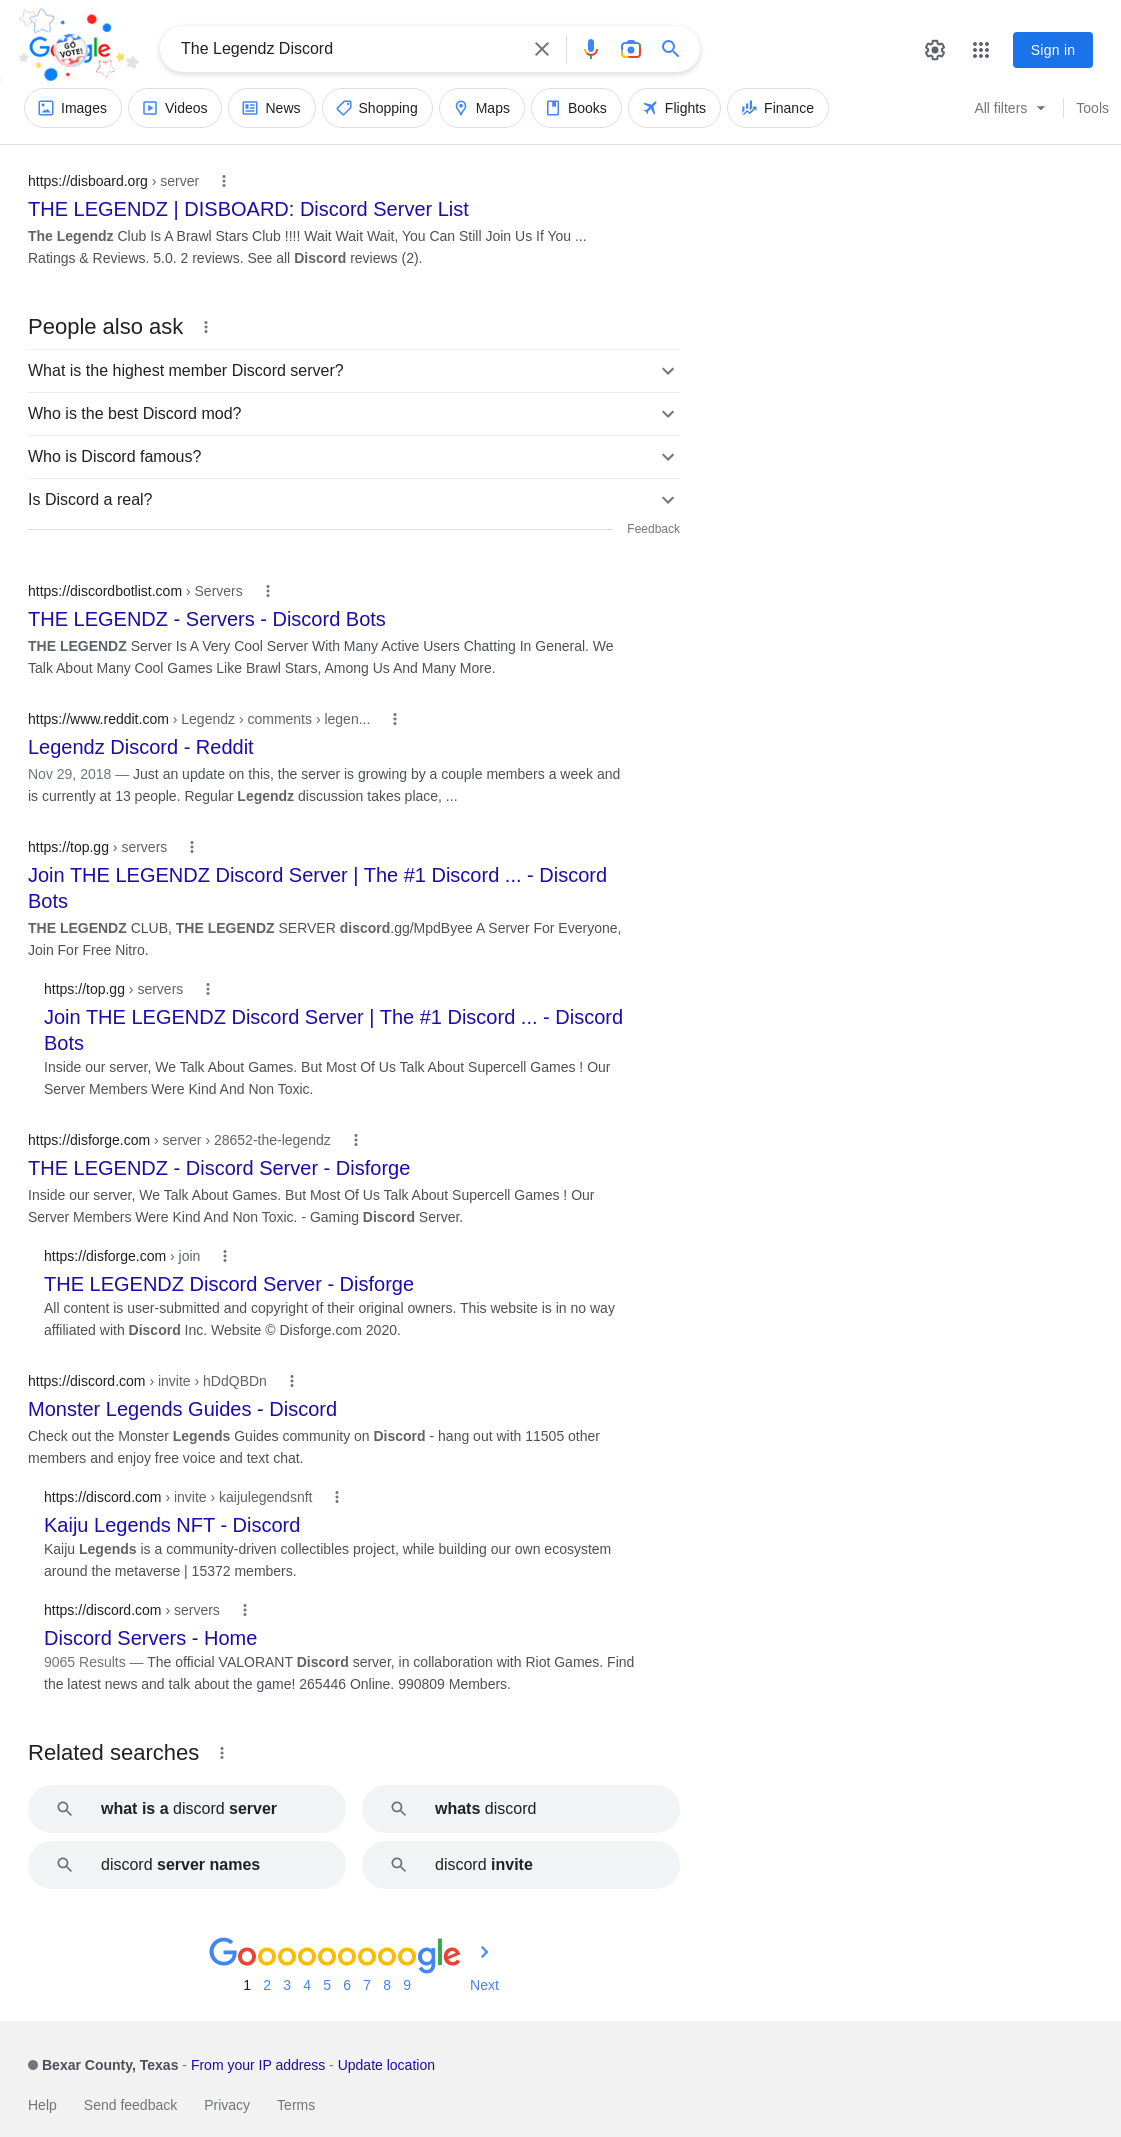 GO VOTE!
The Legendz Discord
Sign in
Images
Videos
News
Shopping
Maps
Books
Flights
Finance
All filters
Tools
https://disboard.org › server
THE LEGENDZ | DISBOARD: Discord Server List
The Legendz Club Is A Brawl Stars Club !!!! Wait Wait Wait, You Can Still Join Us If You ...
Ratings & Reviews. 5.0. 2 reviews. See all Discord reviews (2).
People also ask
What is the highest member Discord server?
Who is the best Discord mod?
Who is Discord famous?
Is Discord a real?
Feedback
https://discordbotlist.com › Servers
THE LEGENDZ - Servers - Discord Bots
THE LEGENDZ Server Is A Very Cool Server With Many Active Users Chatting In General. We
Talk About Many Cool Games Like Brawl Stars, Among Us And Many More.
https://www.reddit.com › Legendz › comments › legen...
Legendz Discord - Reddit
Nov 29, 2018 — Just an update on this, the server is growing by a couple members a week and
is currently at 13 people. Regular Legendz discussion takes place, ...
https://top.gg › servers
Join THE LEGENDZ Discord Server | The #1 Discord ... - Discord
Bots
THE LEGENDZ CLUB, THE LEGENDZ SERVER discord.gg/MpdByee A Server For Everyone,
Join For Free Nitro.
https://top.gg › servers
Join THE LEGENDZ Discord Server | The #1 Discord ... - Discord
Bots
Inside our server, We Talk About Games. But Most Of Us Talk About Supercell Games ! Our
Server Members Were Kind And Non Toxic.
https://disforge.com › server › 28652-the-legendz
THE LEGENDZ - Discord Server - Disforge
Inside our server, We Talk About Games. But Most Of Us Talk About Supercell Games ! Our
Server Members Were Kind And Non Toxic. - Gaming Discord Server.
https://disforge.com › join
THE LEGENDZ Discord Server - Disforge
All content is user-submitted and copyright of their original owners. This website is in no way
affiliated with Discord Inc. Website © Disforge.com 2020.
https://discord.com › invite › hDdQBDn
Monster Legends Guides - Discord
Check out the Monster Legends Guides community on Discord - hang out with 11505 other
members and enjoy free voice and text chat.
https://discord.com › invite › kaijulegendsnft
Kaiju Legends NFT - Discord
Kaiju Legends is a community-driven collectibles project, while building our own ecosystem
around the metaverse | 15372 members.
https://discord.com › servers
Discord Servers - Home
9065 Results — The official VALORANT Discord server, in collaboration with Riot Games. Find
the latest news and talk about the game! 265446 Online. 990809 Members.
Related searches
what is a discord server
whats discord
discord server names
discord invite
Goooooooooogle
1 2 3 4 5 6 7 8 9 Next
Bexar County, Texas - From your IP address - Update location
Help Send feedback Privacy Terms